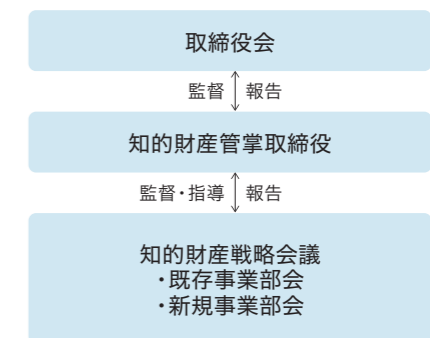 取締役会
監督 報告
知的財産管掌取締役
監督・指導 報告
知的財産戦略会議
・既存事業部会
・新規事業部会